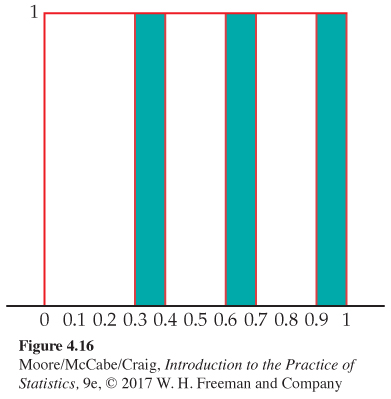 1
0 0.1 0.2 0.3 0.4 0.5 0.6 0.7 0.8 0.9 1
Figure 4.16
Moore/McCabe/Craig, Introduction to the Practice of
Statistics, 9e, © 2017 W. H. Freeman and Company